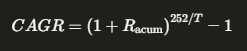 CAGR = (1 + R_acum)^{252/T} − 1